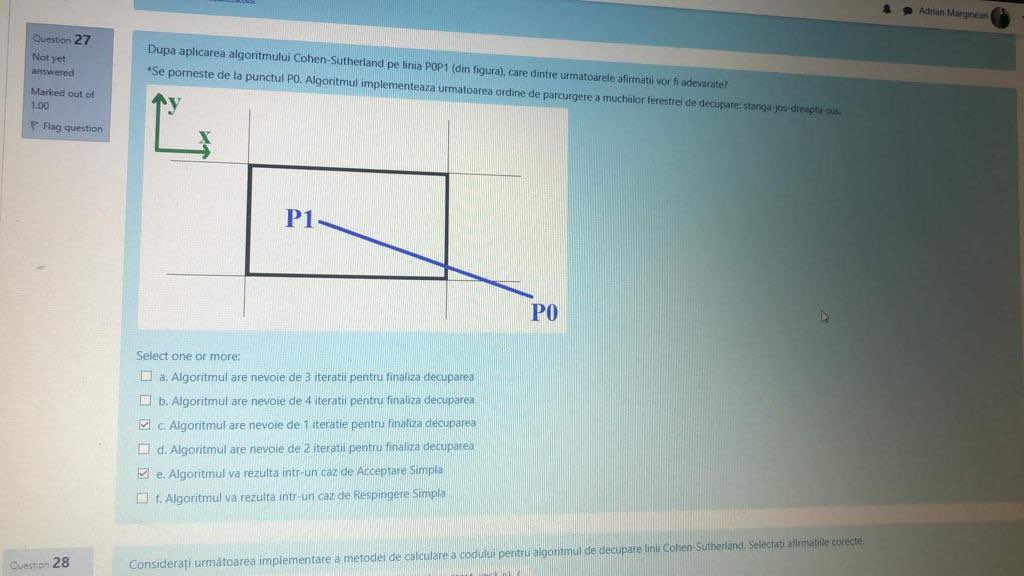 Adrian Marginean
Question 27
Not yet
answered
Marked out of
1.00
Flag question
Dupa aplicarea algoritmului Cohen-Sutherland pe linia P0P1 (din figura), care dintre urmatoarele afirmatii vor fi adevarate?
*Se porneste de la punctul P0. Algoritmul implementeaza urmatoarea ordine de parcurgere a muchiilor ferestrei de decupare: stanga-jos-dreapta-sus.
y
x
P1
P0
Select one or more:
a. Algoritmul are nevoie de 3 iteratii pentru finaliza decuparea
b. Algoritmul are nevoie de 4 iteratii pentru finaliza decuparea
c. Algoritmul are nevoie de 1 iteratie pentru finaliza decuparea
d. Algoritmul are nevoie de 2 iteratii pentru finaliza decuparea
e. Algoritmul va rezulta intr-un caz de Acceptare Simpla
f. Algoritmul va rezulta intr-un caz de Respingere Simpla
Question 28
Considerați următoarea implementare a metodei de calculare a codului pentru algoritmul de decupare linii Cohen-Sutherland. Selectați afirmațiile corecte.